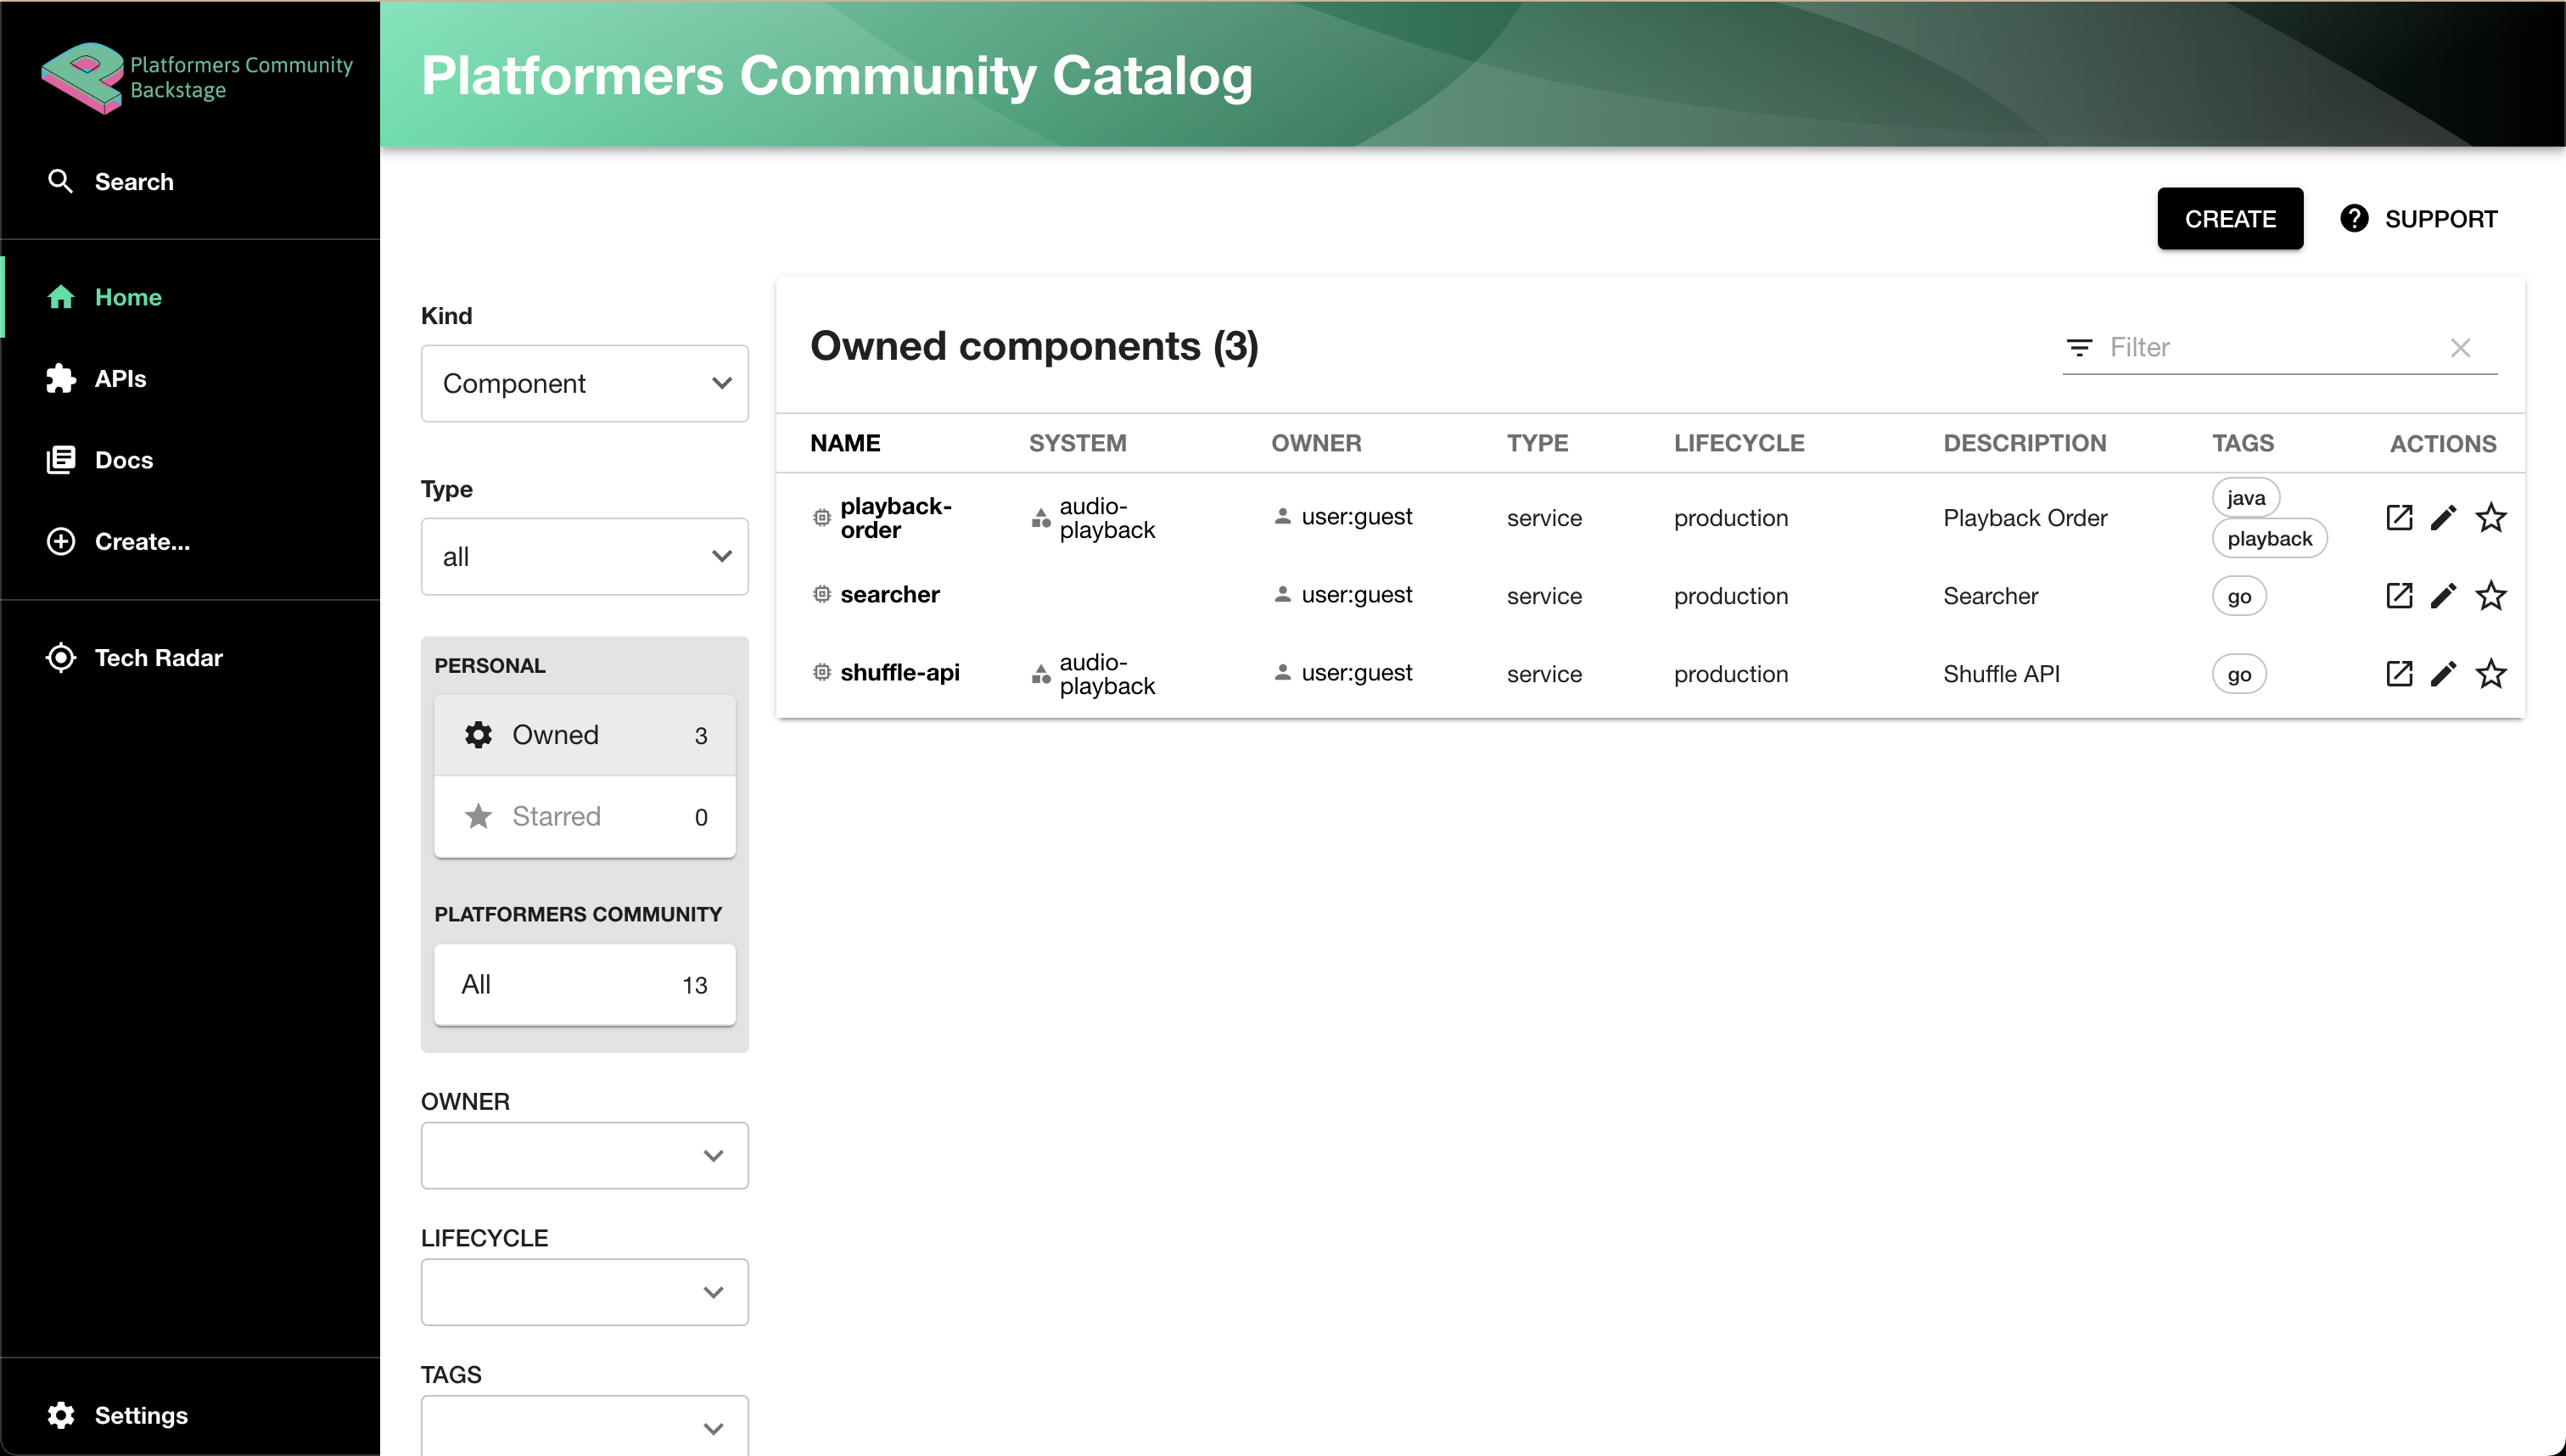 Platformers Community
Backstage
Search
Home
APIs
Docs
Create...
Tech Radar
Settings
Platformers Community Catalog
CREATE
SUPPORT
Kind
Component
Type
all
PERSONAL
Owned 3
Starred 0
PLATFORMERS COMMUNITY
All 13
OWNER
LIFECYCLE
TAGS
Owned components (3)
Filter
NAME SYSTEM OWNER TYPE LIFECYCLE DESCRIPTION TAGS ACTIONS
playback-
order
audio-
playback
user:guest service production Playback Order
java
playback
searcher user:guest service production Searcher go
shuffle-api
audio-
playback
user:guest service production Shuffle API go